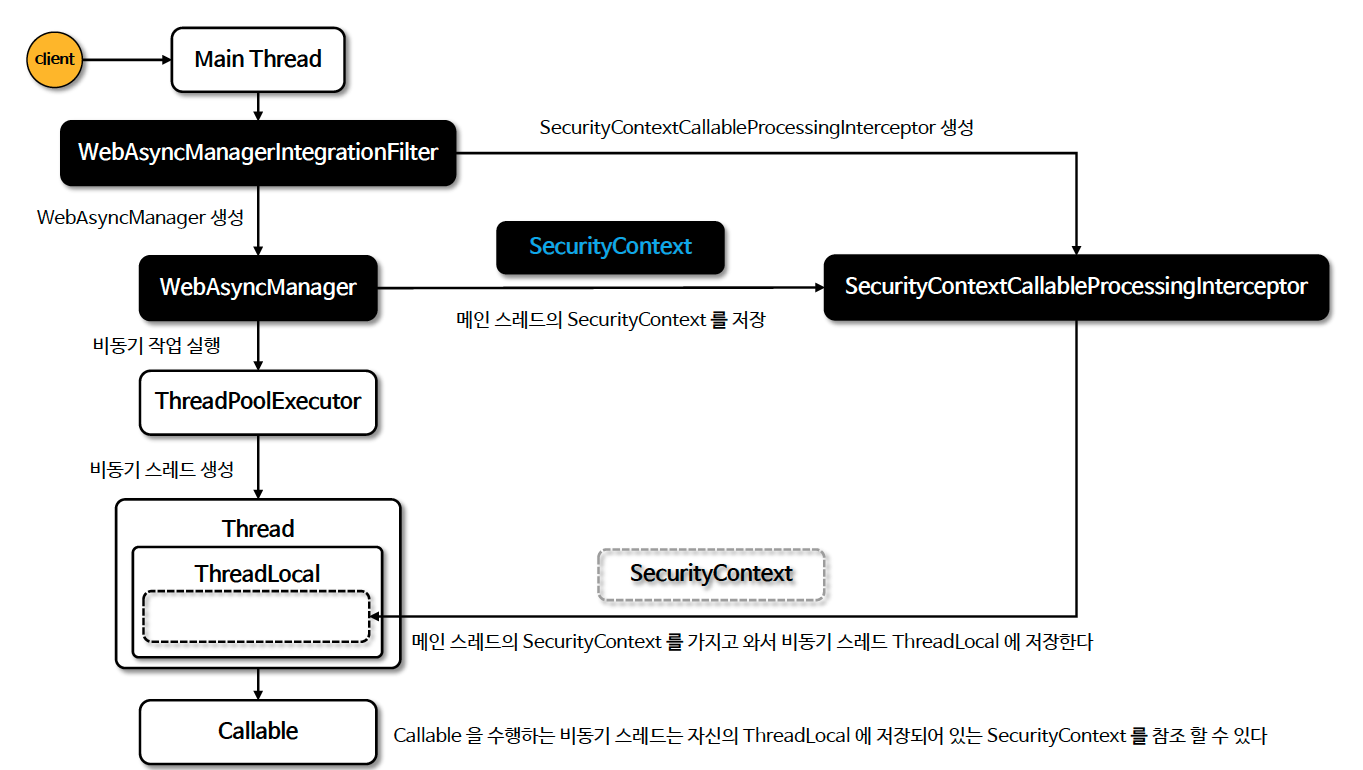 client
Main Thread
SecurityContextCallableProcessingInterceptor 생성
WebAsyncManagerIntegrationFilter
WebAsyncManager 생성
SecurityContext
WebAsyncManager
SecurityContextCallableProcessingInterceptor
메인 스레드의 SecurityContext 를 저장
비동기 작업 실행
ThreadPoolExecutor
비동기 스레드 생성
Thread
ThreadLocal
SecurityContext
메인 스레드의 SecurityContext 를 가지고 와서 비동기 스레드 ThreadLocal 에 저장한다
Callable
Callable 을 수행하는 비동기 스레드는 자신의 ThreadLocal 에 저장되어 있는 SecurityContext 를 참조 할 수 있다